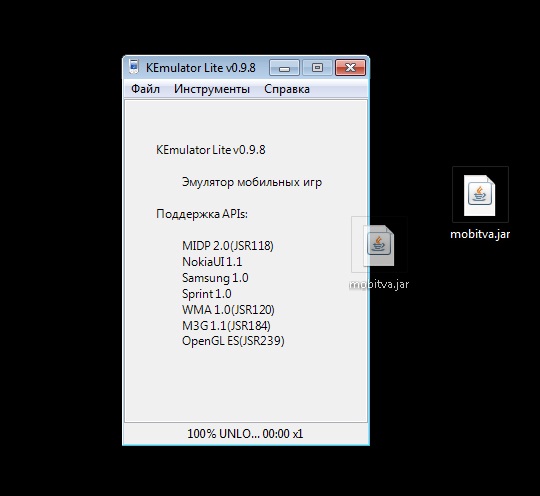 KEmulator Lite v0.9.8
Файл Инструменты Справка
KEmulator Lite v0.9.8
Эмулятор мобильных игр
Поддержка APIs:
MIDP 2.0(JSR118)
NokiaUI 1.1
Samsung 1.0
Sprint 1.0
WMA 1.0(JSR120)
M3G 1.1(JSR184)
OpenGL ES(JSR239)
100% UNLO... 00:00 x1
mobitva.jar
mobitva.jar